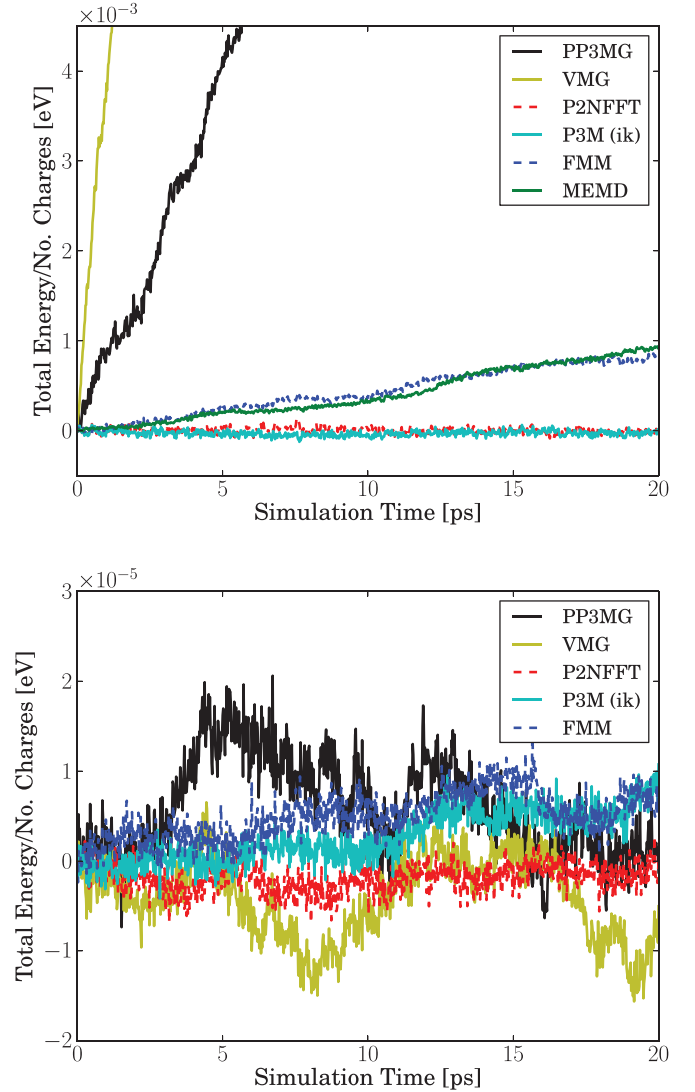 ×10⁻³
4
3
2
1
0
Total Energy/No. Charges [eV]
PP3MG
VMG
P2NFFT
P3M (ik)
FMM
MEMD
0 5 10 15 20
Simulation Time [ps]
×10⁻⁵
3
2
1
0
−1
−2
Total Energy/No. Charges [eV]
PP3MG
VMG
P2NFFT
P3M (ik)
FMM
0 5 10 15 20
Simulation Time [ps]